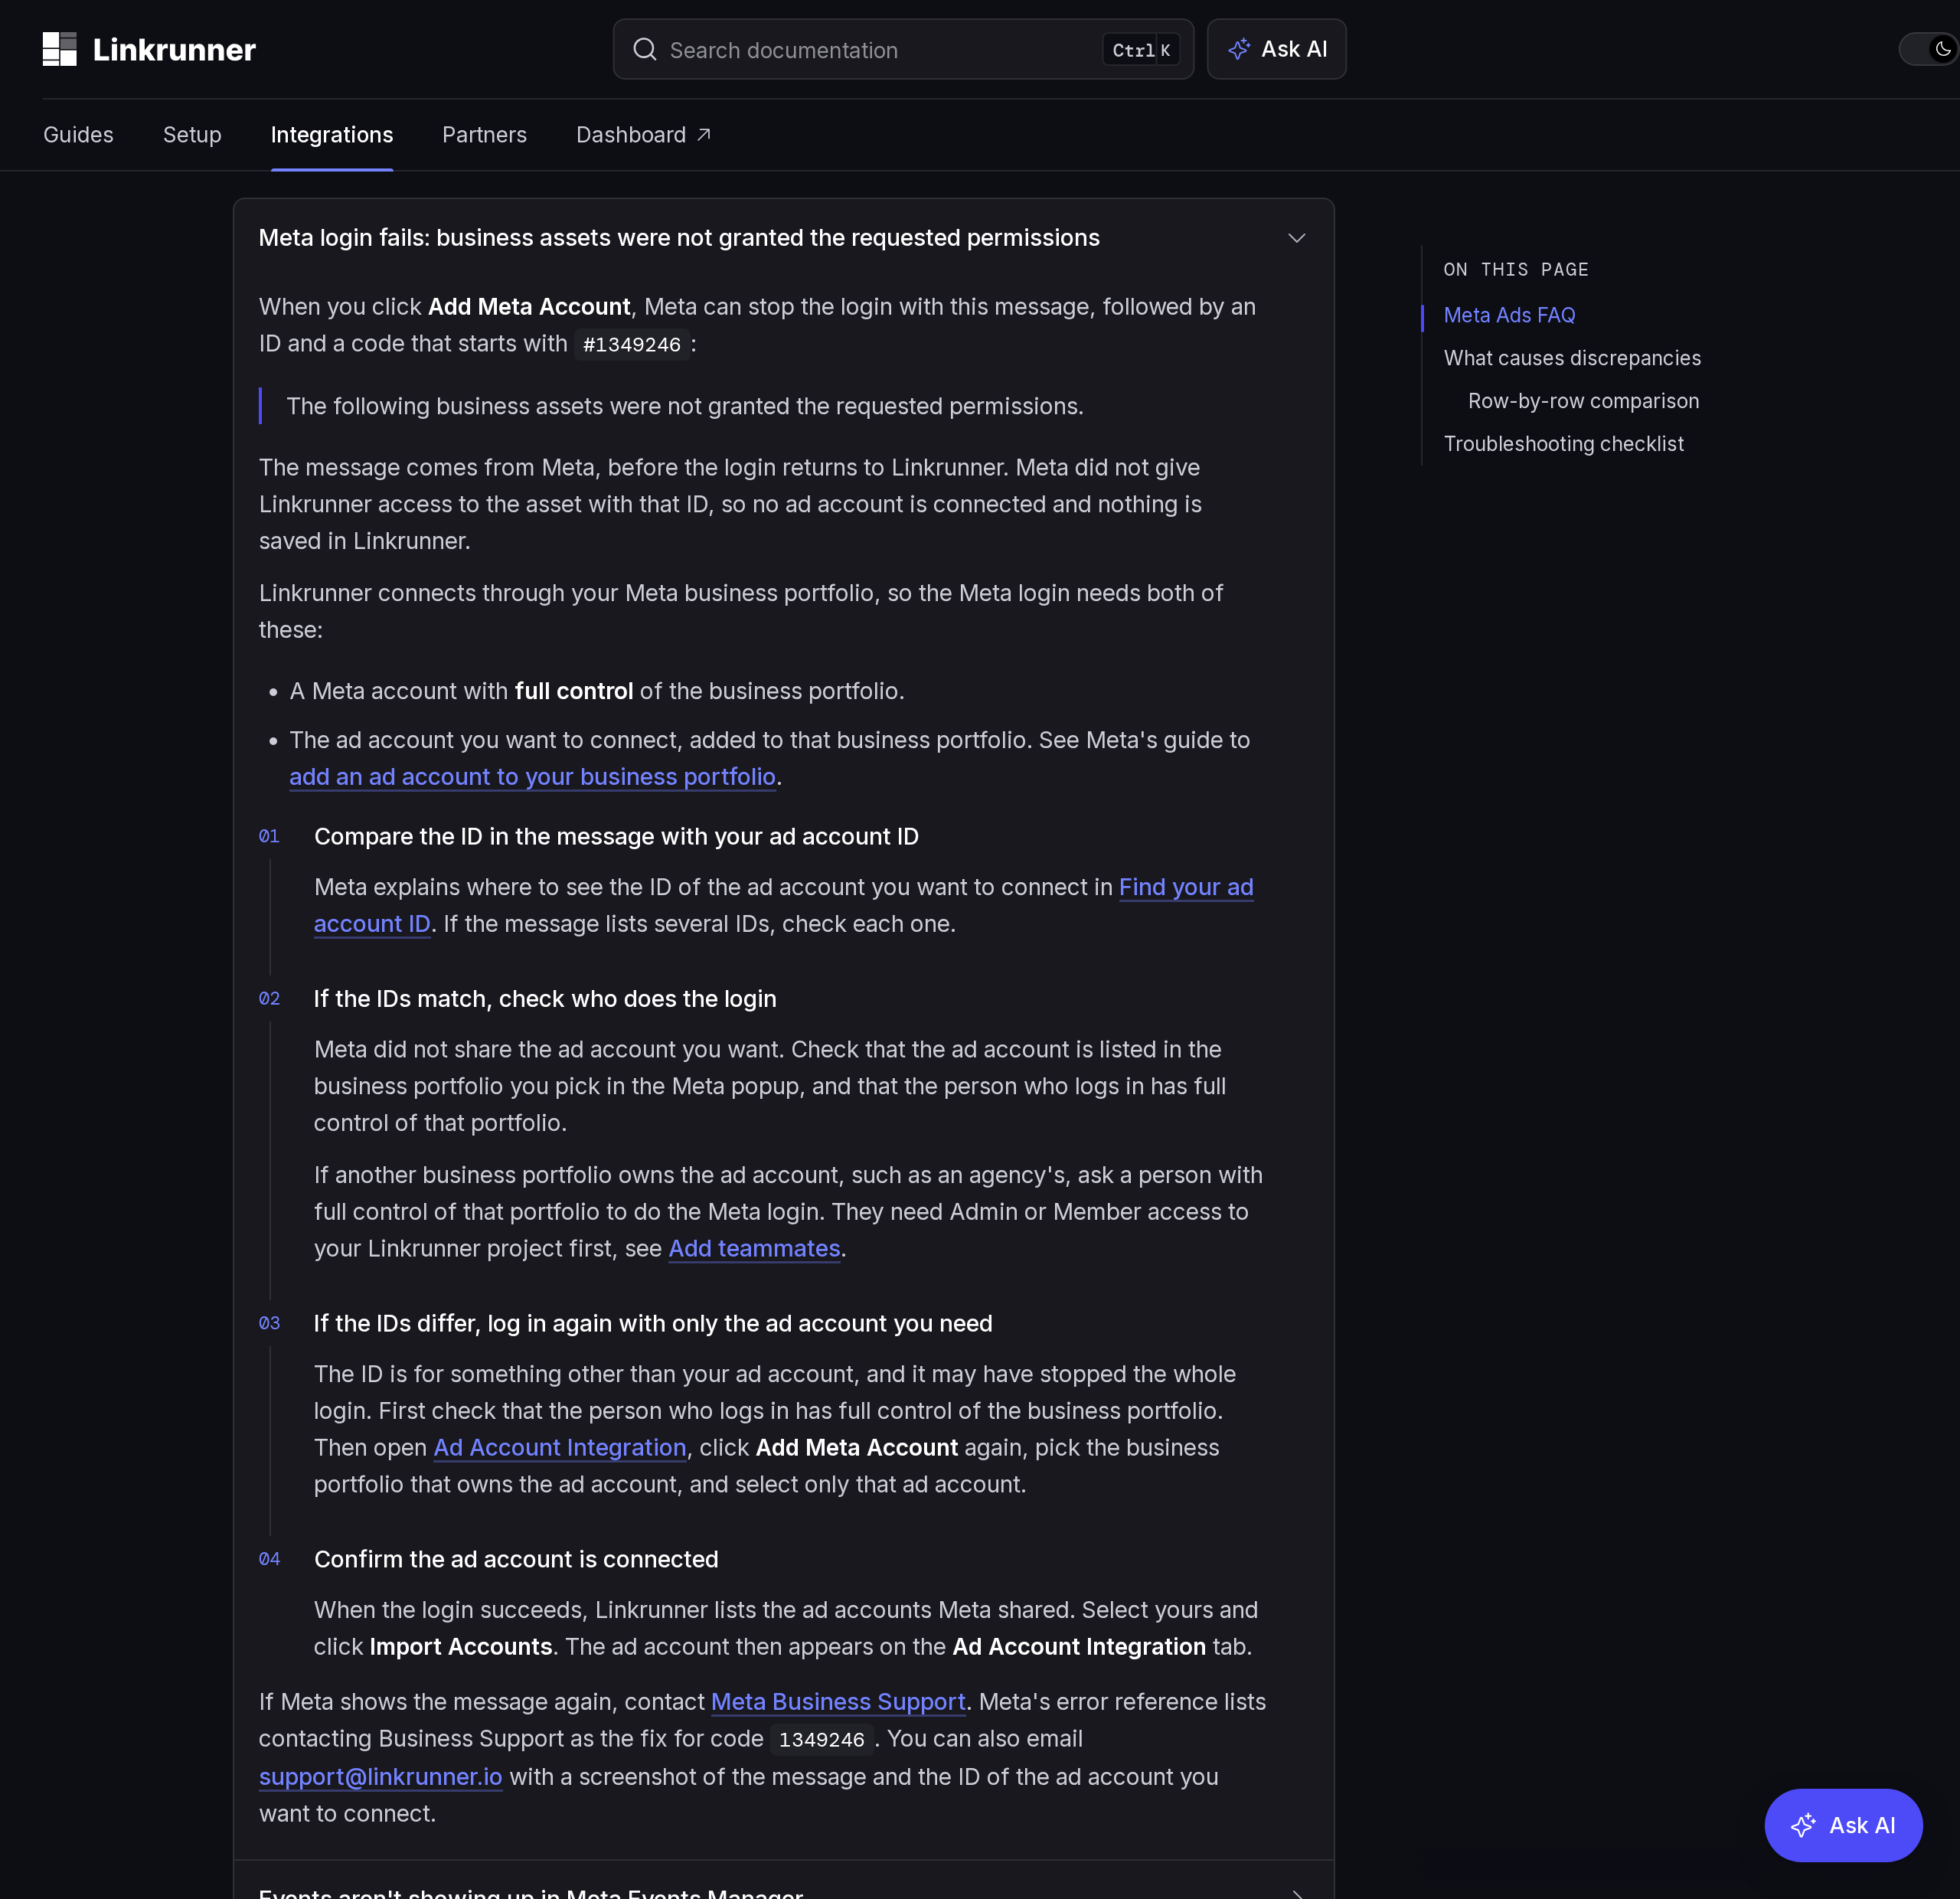 Linkrunner
Search documentation
Ctrl K
Ask AI
Guides
Setup
Integrations
Partners
Dashboard
Meta login fails: business assets were not granted the requested permissions
When you click Add Meta Account, Meta can stop the login with this message, followed by an
ID and a code that starts with #1349246:
The following business assets were not granted the requested permissions.
The message comes from Meta, before the login returns to Linkrunner. Meta did not give
Linkrunner access to the asset with that ID, so no ad account is connected and nothing is
saved in Linkrunner.
Linkrunner connects through your Meta business portfolio, so the Meta login needs both of
these:
• A Meta account with full control of the business portfolio.
• The ad account you want to connect, added to that business portfolio. See Meta's guide to
add an ad account to your business portfolio.
01 Compare the ID in the message with your ad account ID
Meta explains where to see the ID of the ad account you want to connect in Find your ad
account ID. If the message lists several IDs, check each one.
02 If the IDs match, check who does the login
Meta did not share the ad account you want. Check that the ad account is listed in the
business portfolio you pick in the Meta popup, and that the person who logs in has full
control of that portfolio.
If another business portfolio owns the ad account, such as an agency's, ask a person with
full control of that portfolio to do the Meta login. They need Admin or Member access to
your Linkrunner project first, see Add teammates.
03 If the IDs differ, log in again with only the ad account you need
The ID is for something other than your ad account, and it may have stopped the whole
login. First check that the person who logs in has full control of the business portfolio.
Then open Ad Account Integration, click Add Meta Account again, pick the business
portfolio that owns the ad account, and select only that ad account.
04 Confirm the ad account is connected
When the login succeeds, Linkrunner lists the ad accounts Meta shared. Select yours and
click Import Accounts. The ad account then appears on the Ad Account Integration tab.
If Meta shows the message again, contact Meta Business Support. Meta's error reference lists
contacting Business Support as the fix for code 1349246. You can also email
support@linkrunner.io with a screenshot of the message and the ID of the ad account you
want to connect.
Events aren't showing up in Meta Events Manager
ON THIS PAGE
Meta Ads FAQ
What causes discrepancies
Row-by-row comparison
Troubleshooting checklist
Ask AI